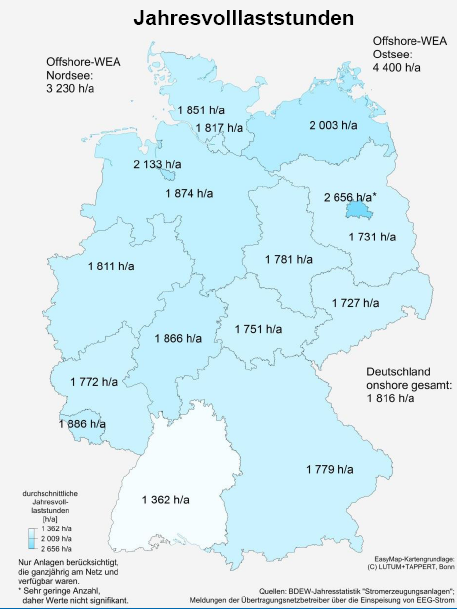 Jahresvolllaststunden
Offshore-WEA
Nordsee:
3 230 h/a
Offshore-WEA
Ostsee:
4 400 h/a
1 851 h/a
1 817 h/a
2 003 h/a
2 133 h/a
1 874 h/a
2 656 h/a*
1 731 h/a
1 811 h/a
1 781 h/a
1 727 h/a
1 866 h/a
1 751 h/a
1 772 h/a
1 886 h/a
Deutschland
onshore gesamt:
1 816 h/a
1 779 h/a
1 362 h/a
durchschnittliche
Jahresvoll-
laststunden
[h/a]
1 362 h/a
2 009 h/a
2 656 h/a
Nur Anlagen berücksichtigt,
die ganzjährig am Netz und
verfügbar waren.
* Sehr geringe Anzahl,
daher Werte nicht signifikant.
EasyMap-Kartengrundlage:
(C) LUTUM+TAPPERT, Bonn
Quellen: BDEW-Jahresstatistik "Stromerzeugungsanlagen";
Meldungen der Übertragungsnetzbetreiber über die Einspeisung von EEG-Strom